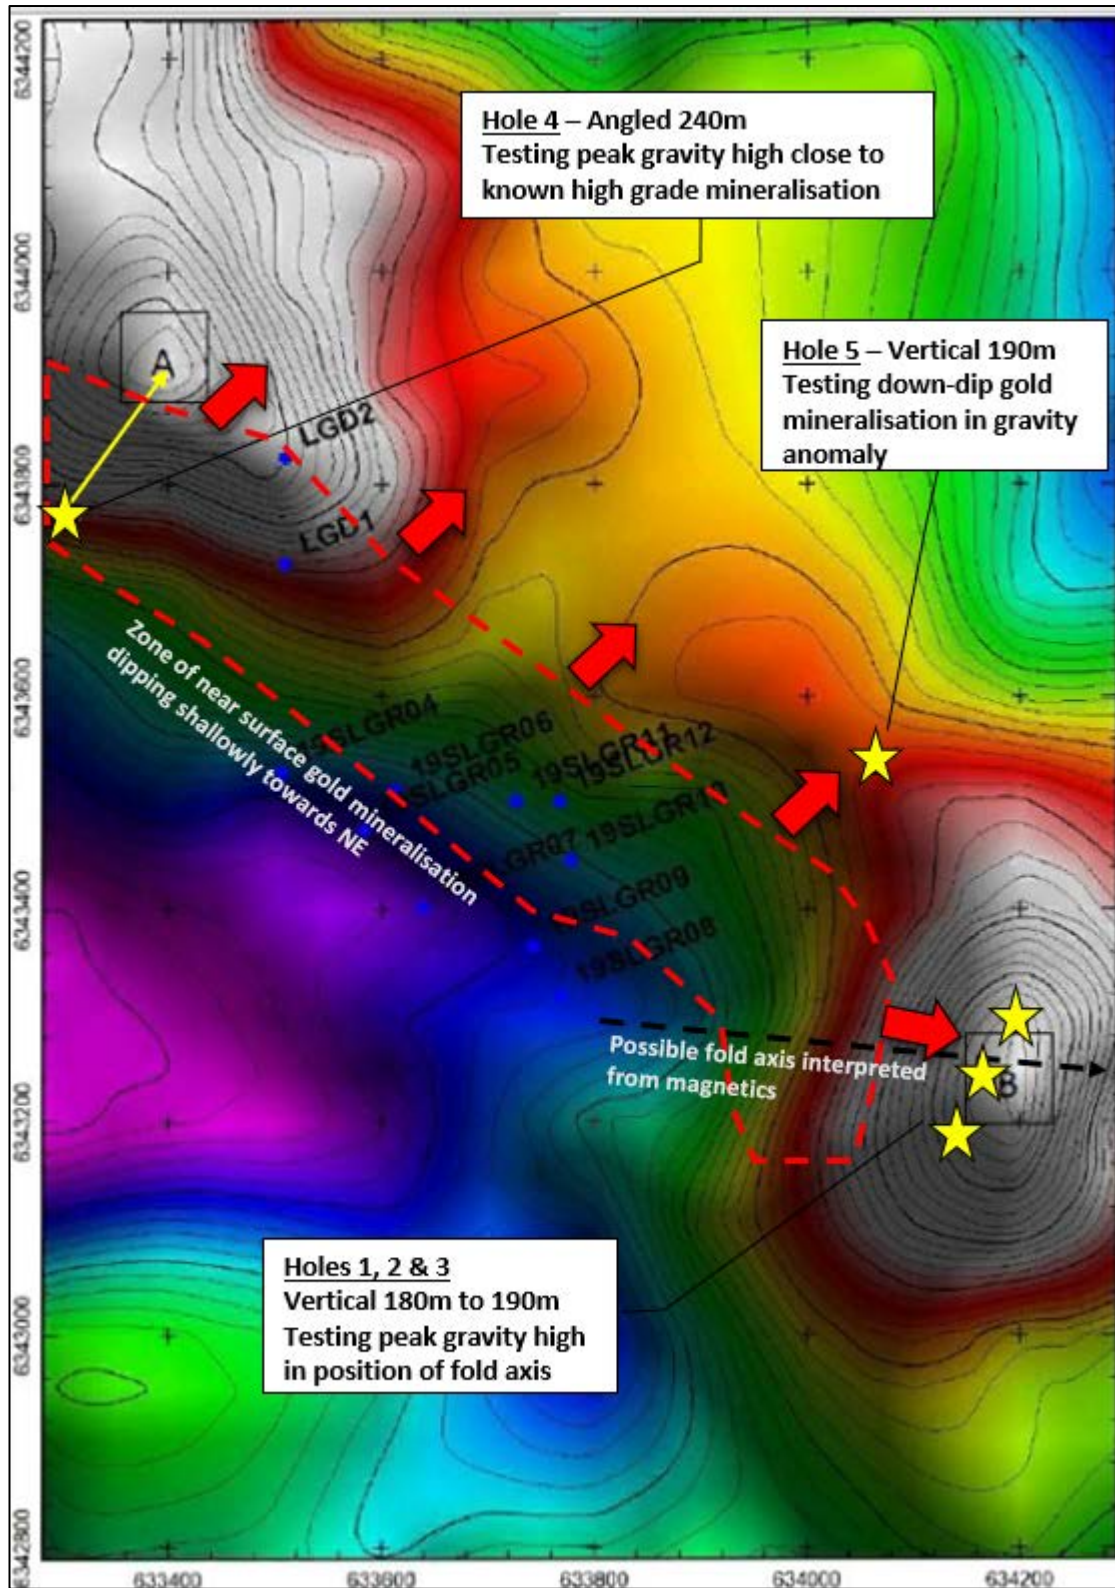 6344200
Hole 4 – Angled 240m
Testing peak gravity high close to
known high grade mineralisation
6344000
Hole 5 – Vertical 190m
Testing down-dip gold
mineralisation in gravity
anomaly
A
LGD2
6343800
LGD1
Zone of near surface gold mineralisation
dipping shallowly towards NE
6343600
19SLGR06
19SLGR11
19SLGR12
19SLGR10
6343400
19SLGR08
Possible fold axis interpreted
from magnetics
B
6343200
Holes 1, 2 & 3
Vertical 180m to 190m
Testing peak gravity high
in position of fold axis
6343000
6342800
633400
633600
633800
634000
634200